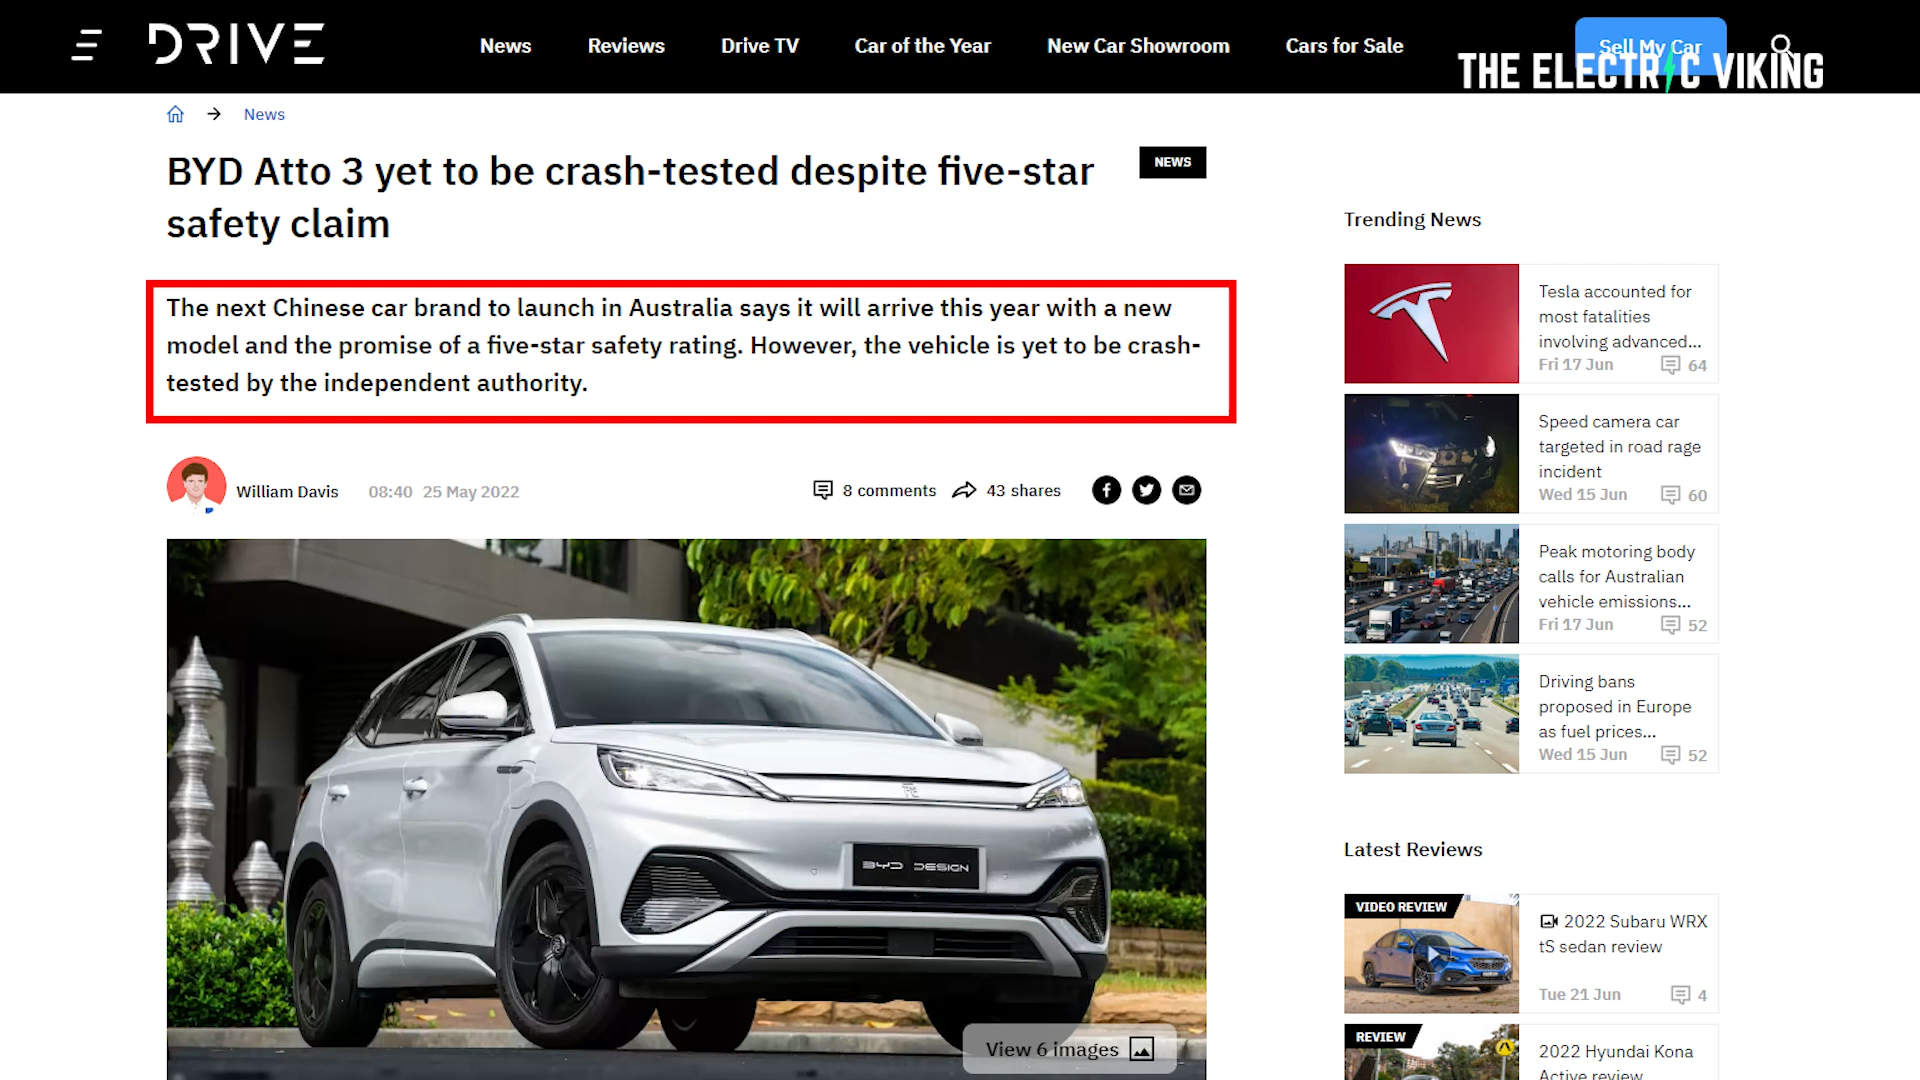 DRIVE
News
Reviews
Drive TV
Car of the Year
New Car Showroom
Cars for Sale
Sell My Car
THE ELECTRIC VIKING
News
BYD Atto 3 yet to be crash-tested despite five-star
safety claim
NEWS
The next Chinese car brand to launch in Australia says it will arrive this year with a new
model and the promise of a five-star safety rating. However, the vehicle is yet to be crash-
tested by the independent authority.
William Davis
08:40 25 May 2022
8 comments
43 shares
BYD DESIGN
View 6 images
Trending News
Tesla accounted for
most fatalities
involving advanced...
Fri 17 Jun
64
Speed camera car
targeted in road rage
incident
Wed 15 Jun
60
Peak motoring body
calls for Australian
vehicle emissions...
Fri 17 Jun
52
Driving bans
proposed in Europe
as fuel prices...
Wed 15 Jun
52
Latest Reviews
VIDEO REVIEW
2022 Subaru WRX
tS sedan review
Tue 21 Jun
4
REVIEW
2022 Hyundai Kona
Active review